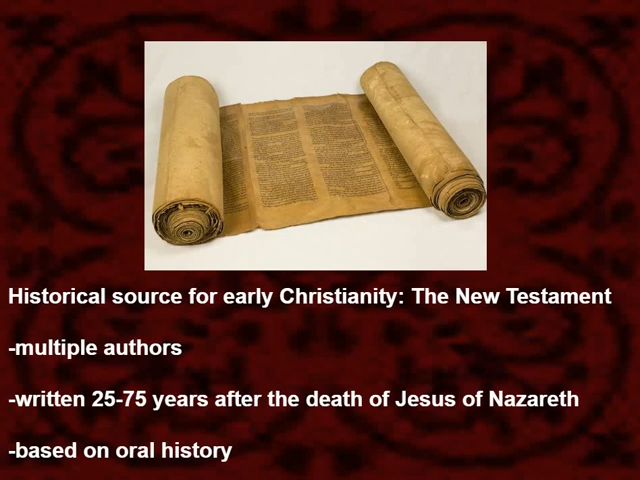 Historical source for early Christianity: The New Testament
-multiple authors
-written 25-75 years after the death of Jesus of Nazareth
-based on oral history